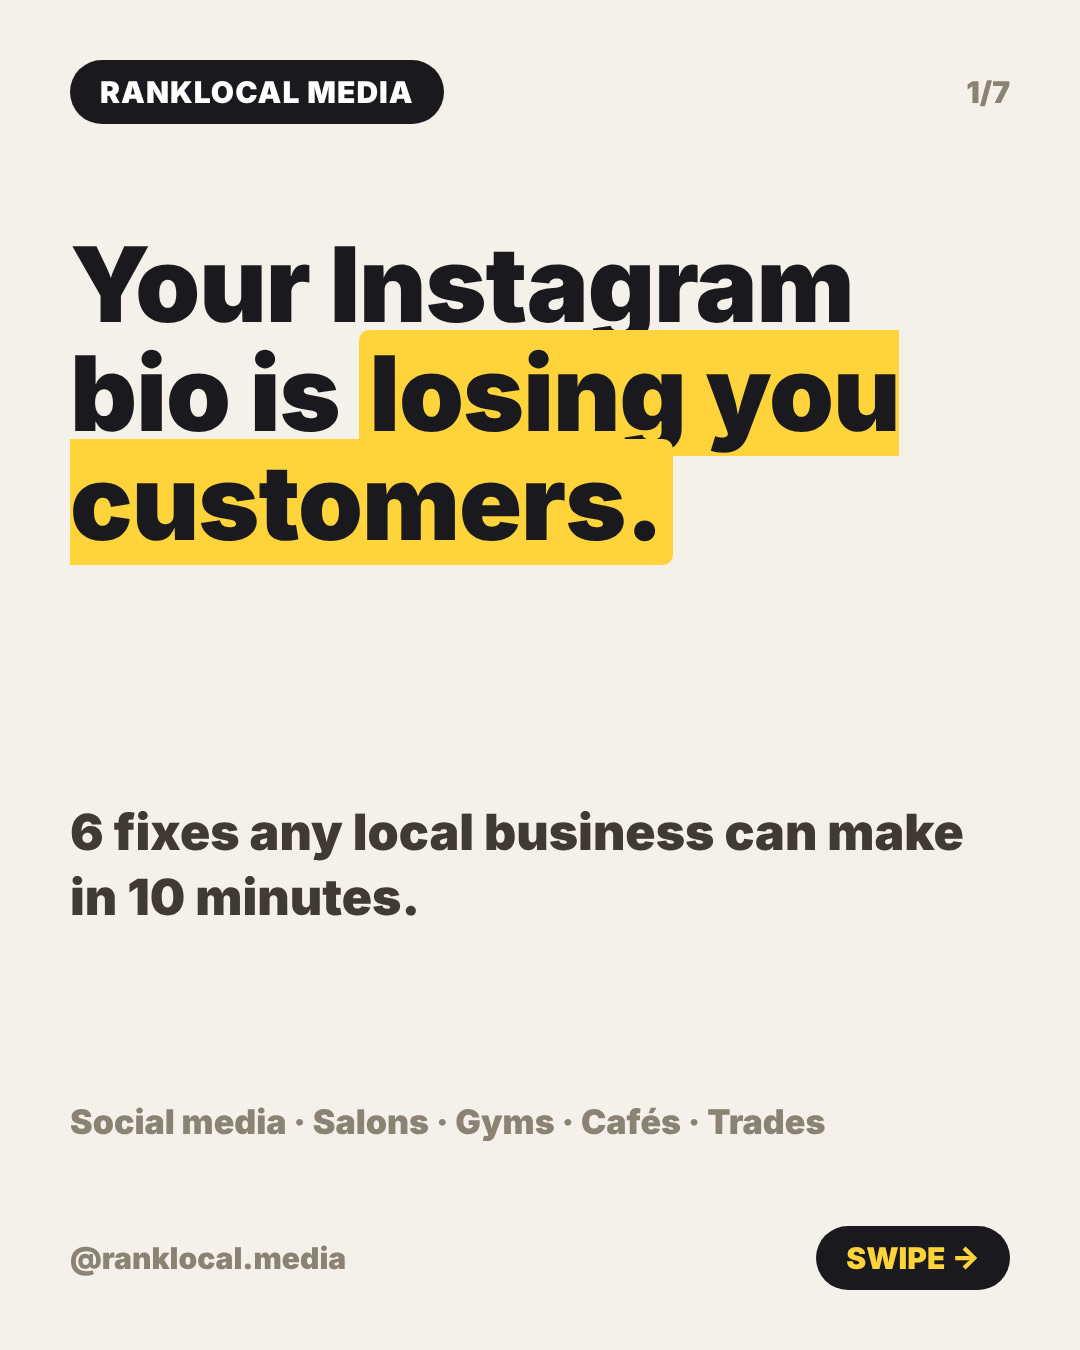 RANKLOCAL MEDIA
1/7
Your Instagram
bio is losing you
customers.
6 fixes any local business can make
in 10 minutes.
Social media · Salons · Gyms · Cafés · Trades
@ranklocal.media
SWIPE →